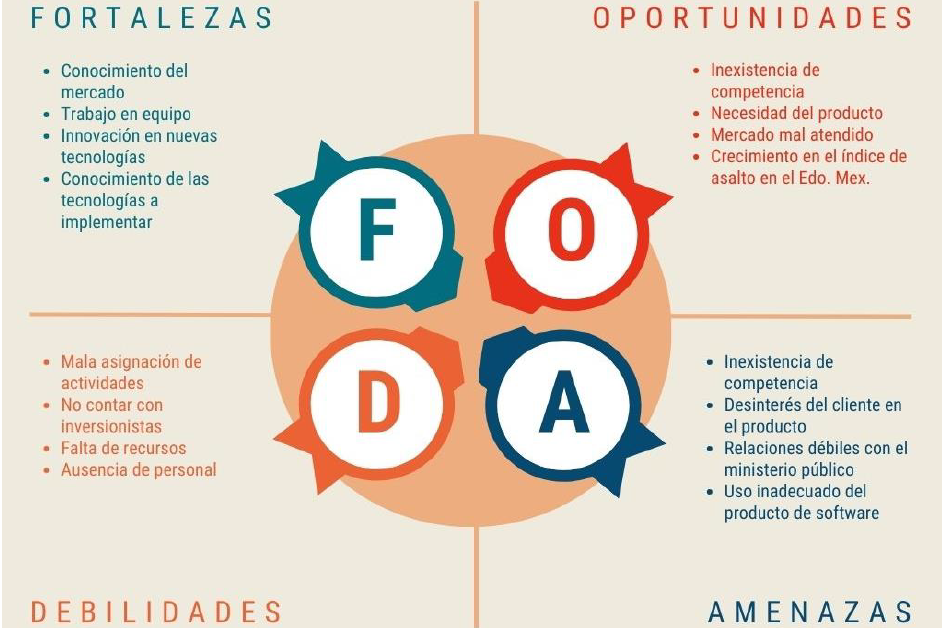 FORTALEZAS
• Conocimiento del
mercado
• Trabajo en equipo
• Innovación en nuevas
tecnologías
• Conocimiento de las
tecnologías a
implementar
OPORTUNIDADES
• Inexistencia de
competencia
• Necesidad del producto
• Mercado mal atendido
• Crecimiento en el índice de
asalto en el Edo. Mex.
F
O
D
A
• Mala asignación de
actividades
• No contar con
inversionistas
• Falta de recursos
• Ausencia de personal
DEBILIDADES
• Inexistencia de
competencia
• Desinterés del cliente en
el producto
• Relaciones débiles con el
ministerio público
• Uso inadecuado del
producto de software
AMENAZAS